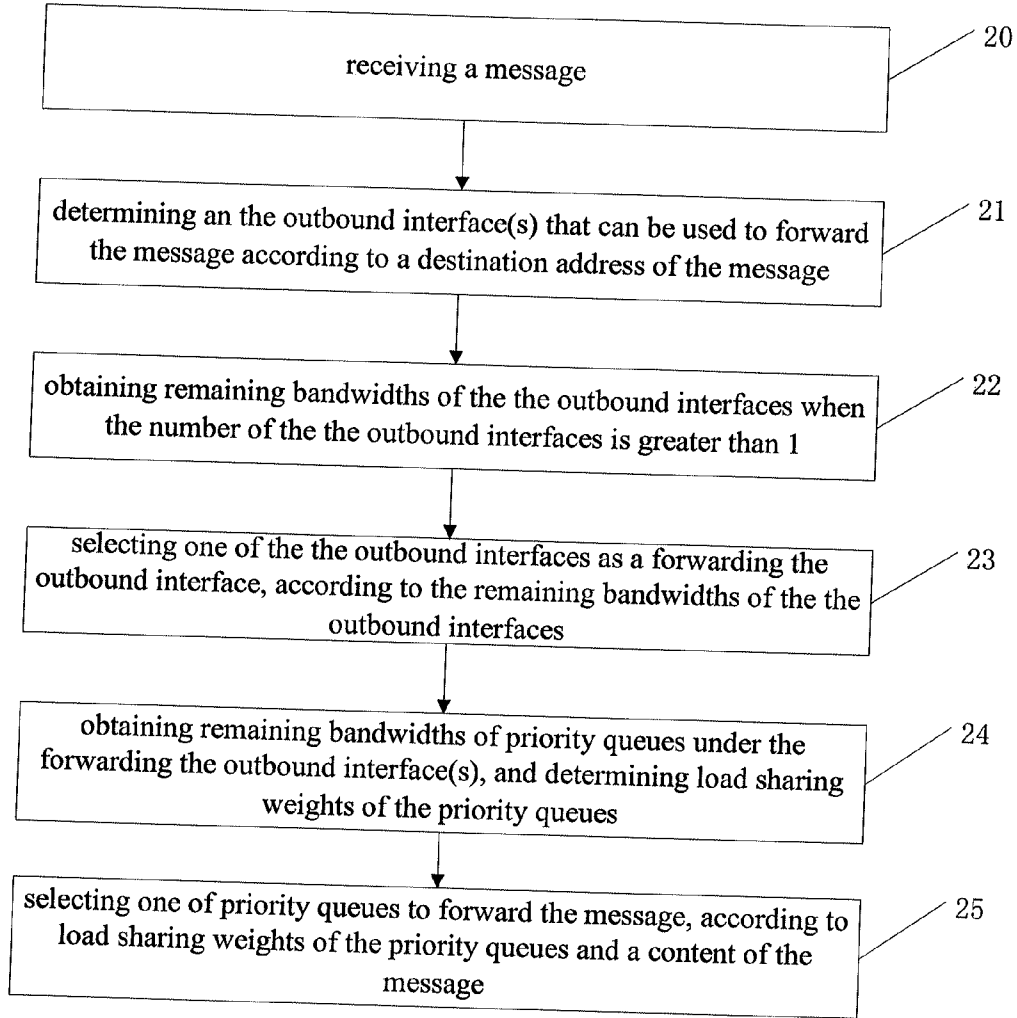 receiving a message
20
determining an the outbound interface(s) that can be used to forward
the message according to a destination address of the message
21
obtaining remaining bandwidths of the the outbound interfaces when
the number of the the outbound interfaces is greater than 1
22
selecting one of the the outbound interfaces as a forwarding the
outbound interface, according to the remaining bandwidths of the the
outbound interfaces
23
obtaining remaining bandwidths of priority queues under the
forwarding the outbound interface(s), and determining load sharing
weights of the priority queues
24
selecting one of priority queues to forward the message, according to
load sharing weights of the priority queues and a content of the
message
25